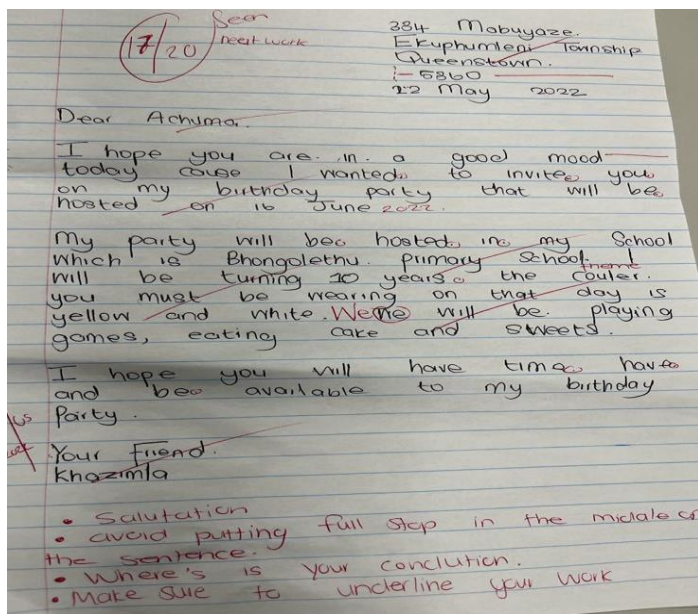 17/20 Seen
neat work
384 Mabuyaze.
Ekuphumleni Township
Queenstown.
5360
22 May 2022
Dear Achuma.
I hope you are. in. a good mood
today cause I wanted. to invite. you.
on my birthday party that will be.
hosted on 16 June 2022.
My party will be. hosted. in. my School
which is Bhongolethu. primary School. I
will be turning 10 years. the theme couler.
you must be wearing on that day is
yellow and white. We will be. playing
games, eating cake and sweets.
I hope you will have time. have
and be. available to my birthday
Party.
Your friend.
Khazimla
• Salutation
• avoid putting full stop in the middle of
the sentence.
• Where's is your conclution.
• Make sure to underline your work